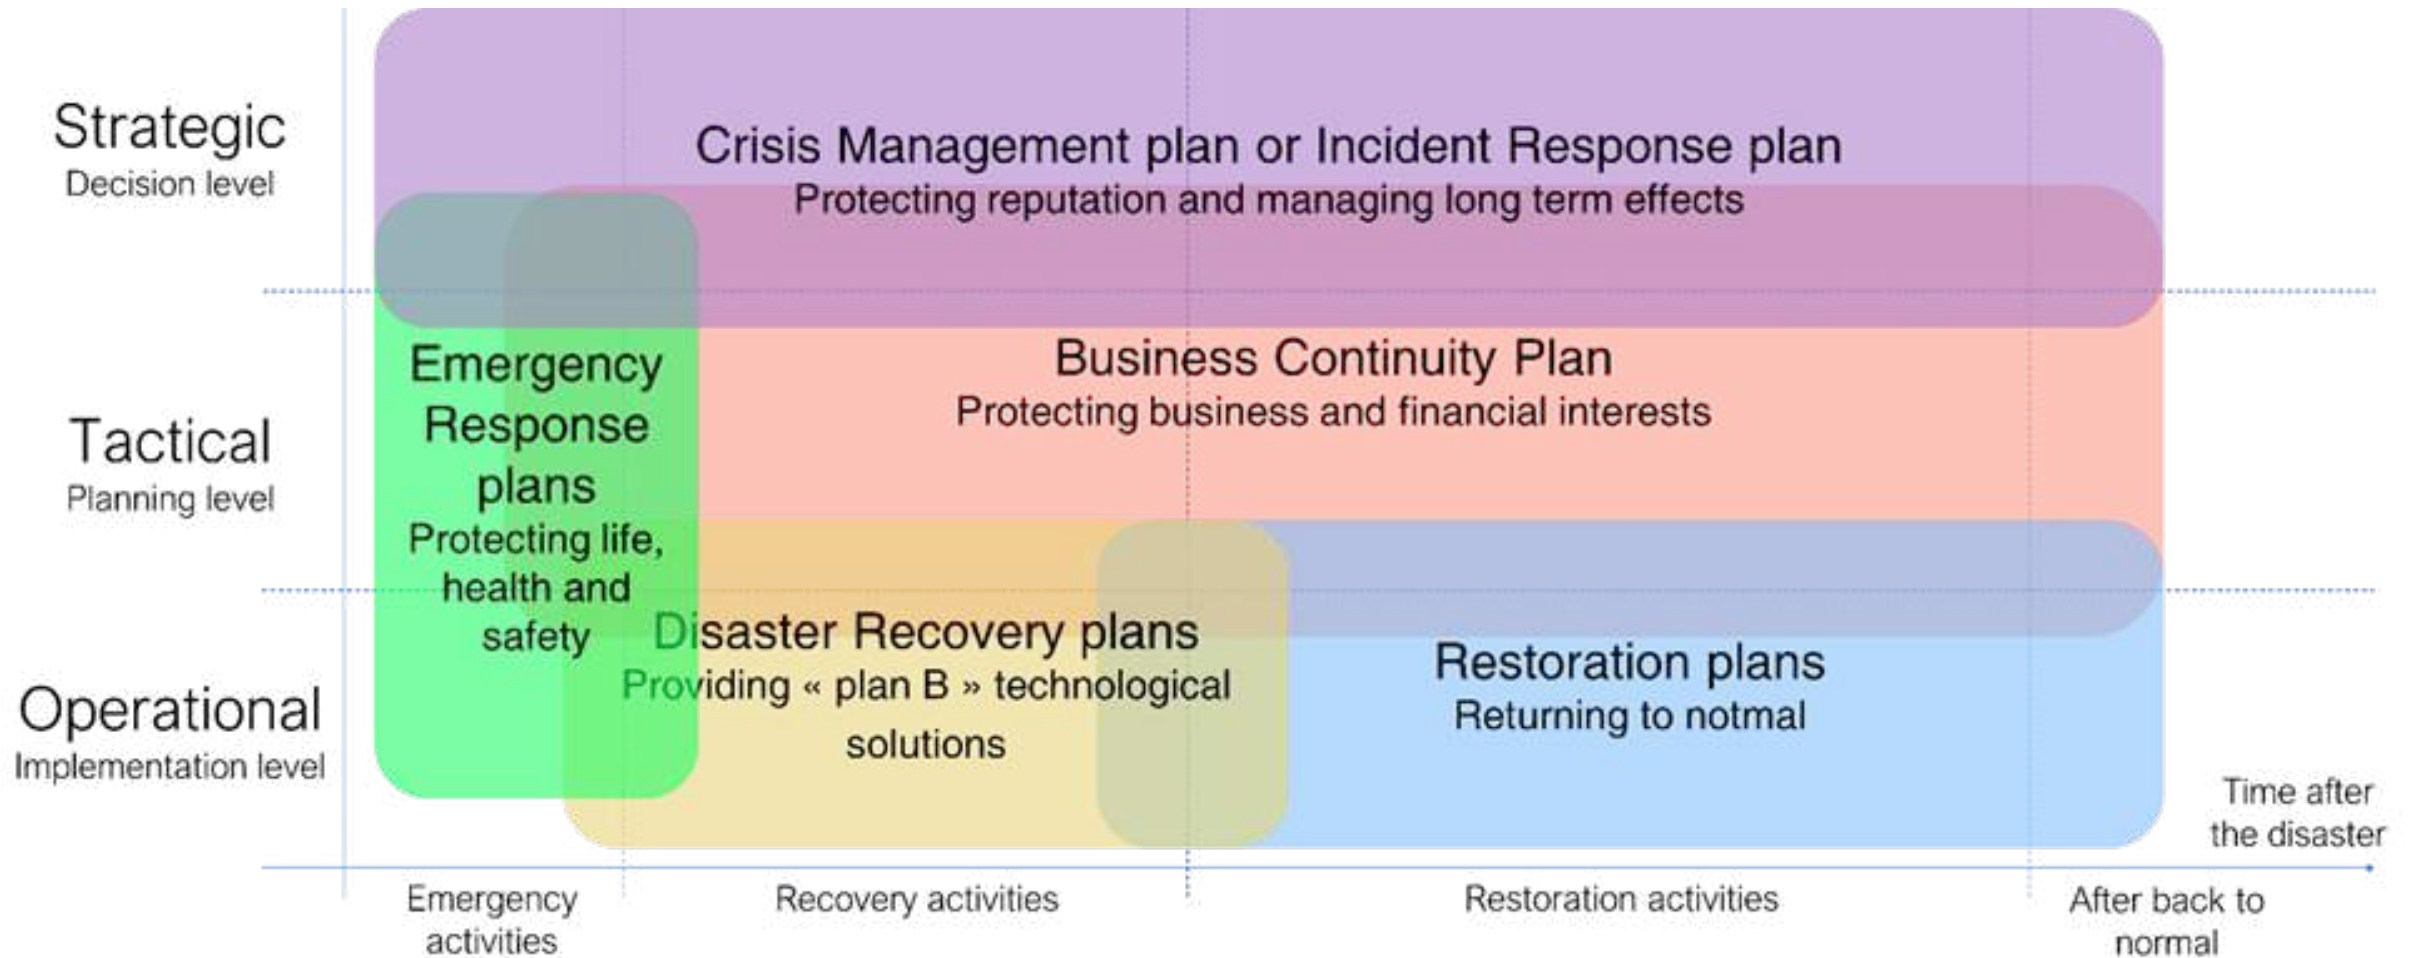 Strategic
Decision level
Crisis Management plan or Incident Response plan
Protecting reputation and managing long term effects
Tactical
Planning level
Emergency
Response
plans
Protecting life,
health and
safety
Business Continuity Plan
Protecting business and financial interests
Operational
Implementation level
Disaster Recovery plans
Providing « plan B » technological
solutions
Restoration plans
Returning to notmal
Time after
the disaster
Emergency
activities
Recovery activities
Restoration activities
After back to
normal